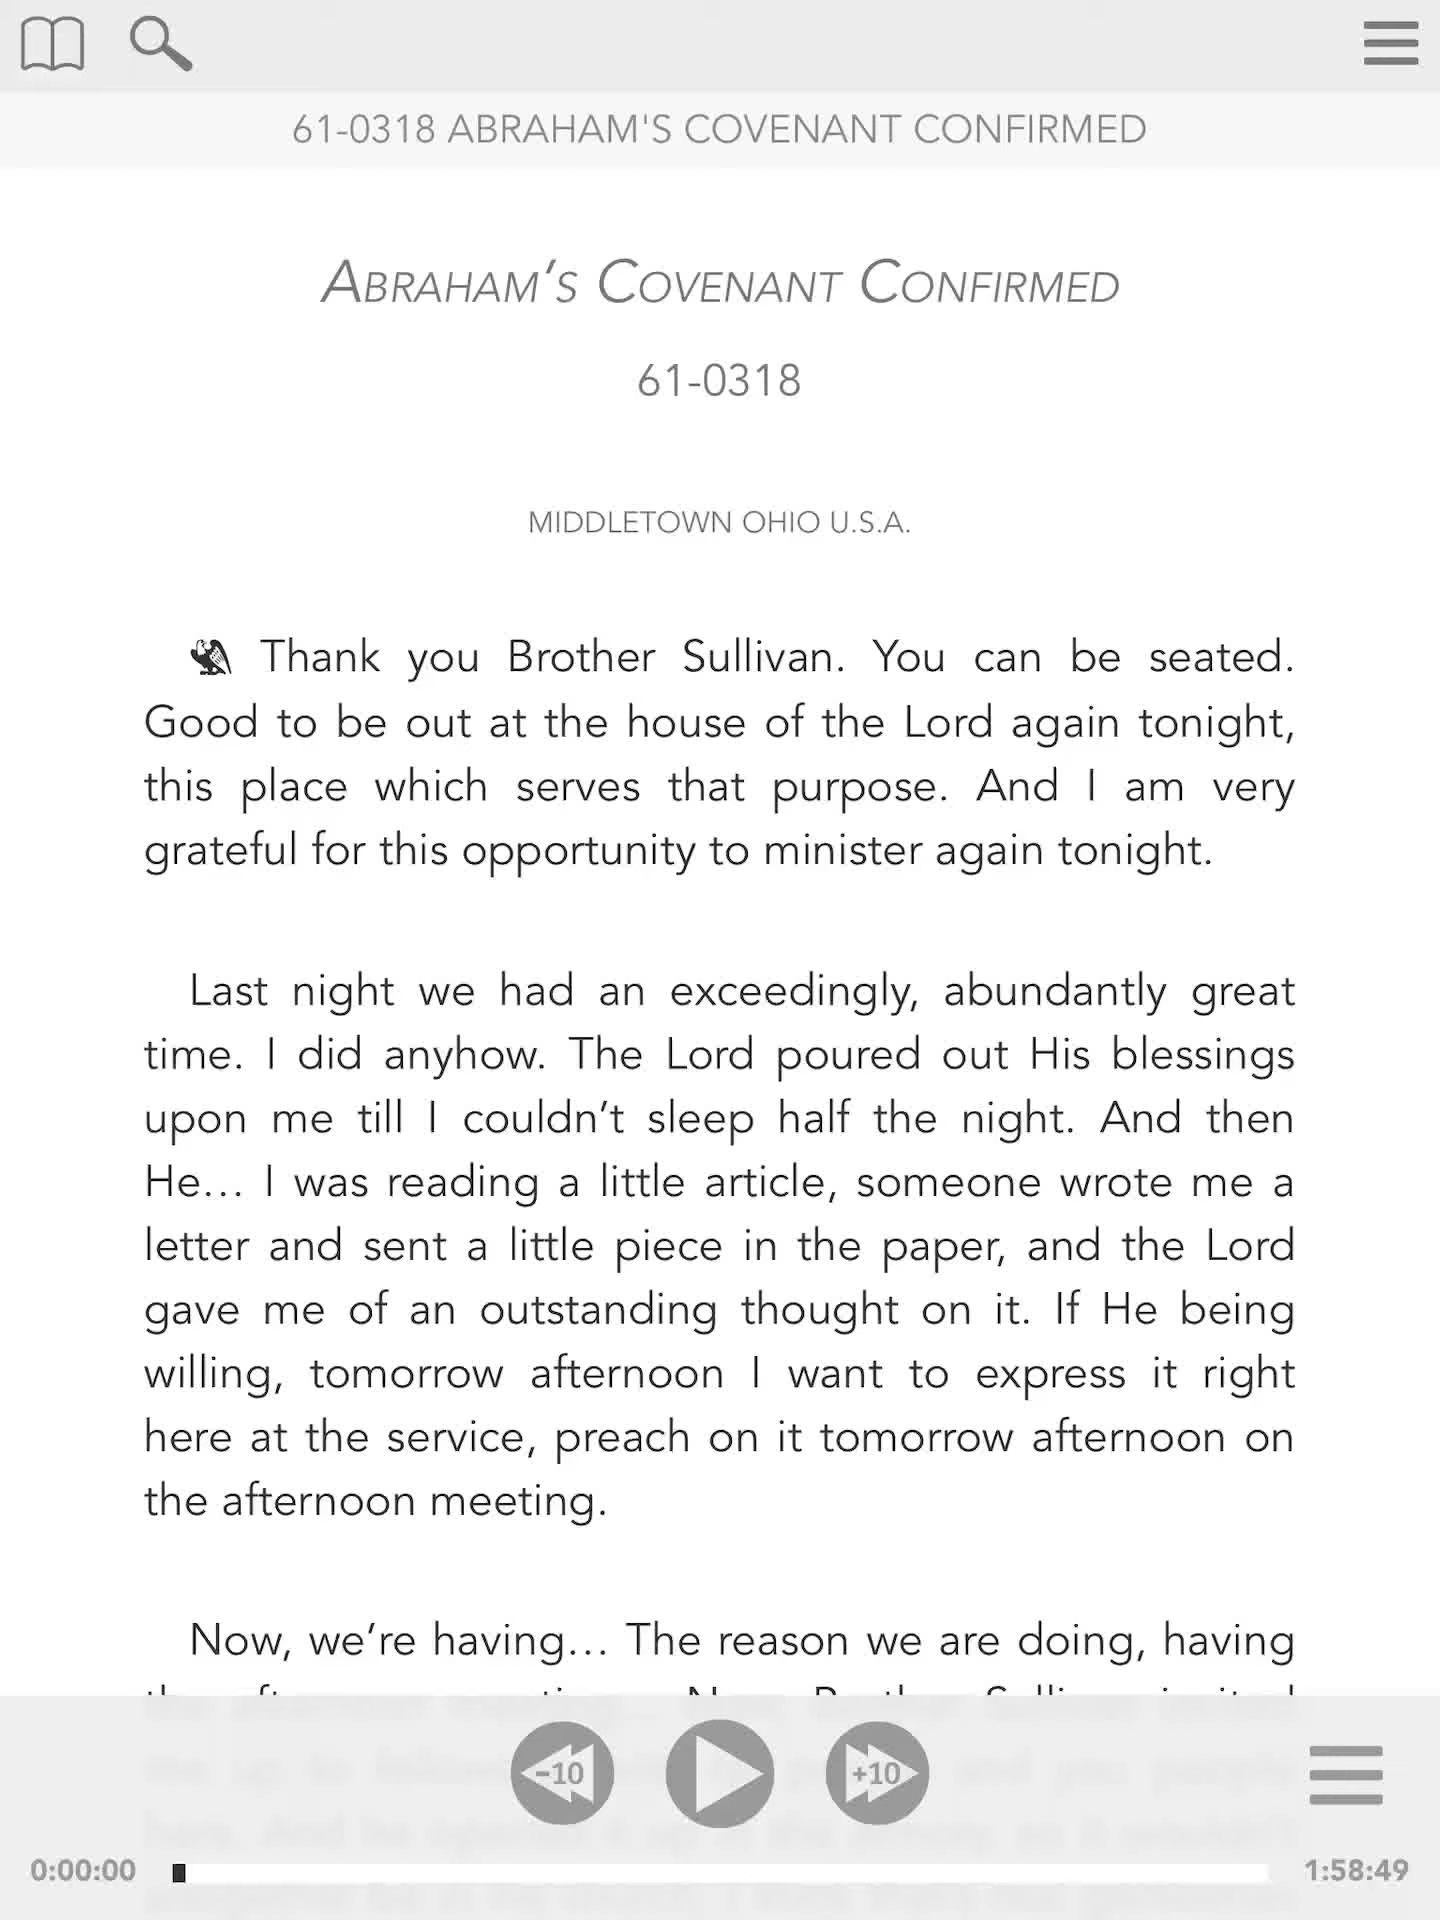 61-0318 ABRAHAM'S COVENANT CONFIRMED
ABRAHAM’S COVENANT CONFIRMED
61-0318
MIDDLETOWN OHIO U.S.A.
Thank you Brother Sullivan. You can be seated.
Good to be out at the house of the Lord again tonight,
this place which serves that purpose. And I am very
grateful for this opportunity to minister again tonight.
Last night we had an exceedingly, abundantly great
time. I did anyhow. The Lord poured out His blessings
upon me till I couldn’t sleep half the night. And then
He… I was reading a little article, someone wrote me a
letter and sent a little piece in the paper, and the Lord
gave me of an outstanding thought on it. If He being
willing, tomorrow afternoon I want to express it right
here at the service, preach on it tomorrow afternoon on
the afternoon meeting.
Now, we’re having… The reason we are doing, having
-10
+10
0:00:00
1:58:49